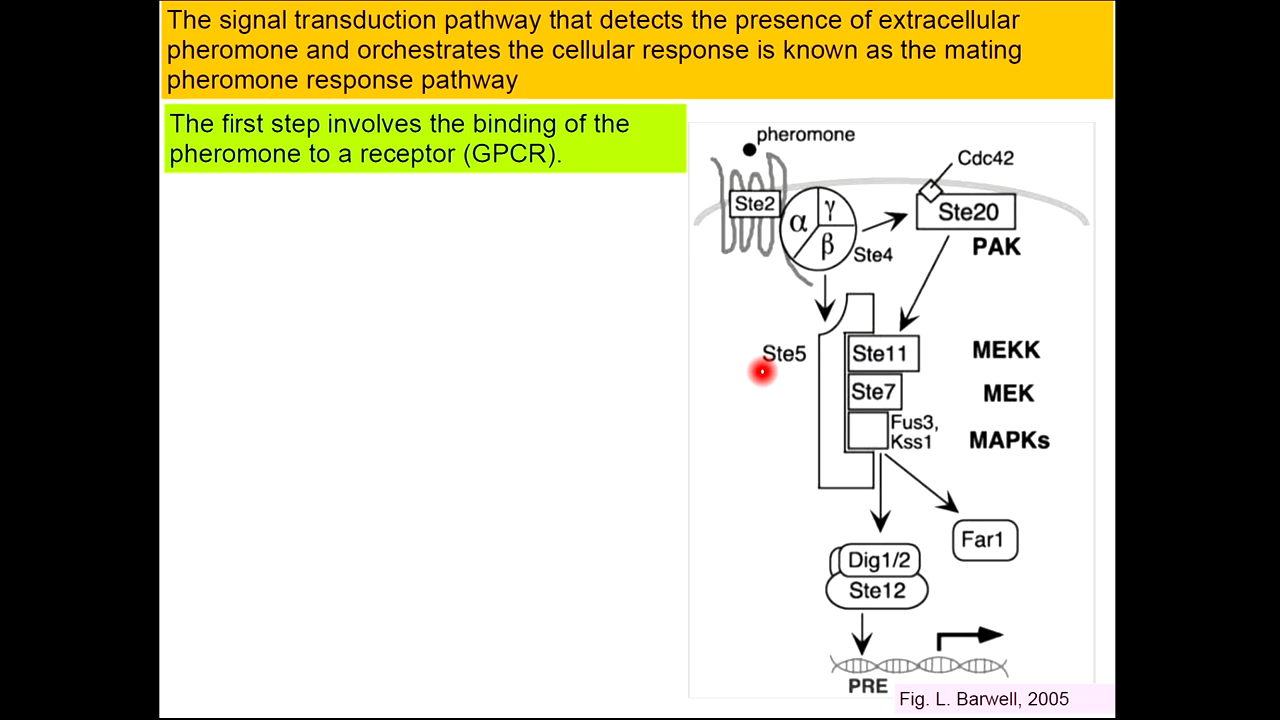 The signal transduction pathway that detects the presence of extracellular
pheromone and orchestrates the cellular response is known as the mating
pheromone response pathway
The first step involves the binding of the
pheromone to a receptor (GPCR).
pheromone
Cdc42
Ste2
α
γ
β
Ste20
Ste4
PAK
Ste5
Ste11
MEKK
Ste7
MEK
Fus3,
Kss1
MAPKs
Far1
Dig1/2
Ste12
PRE
Fig. L. Barwell, 2005